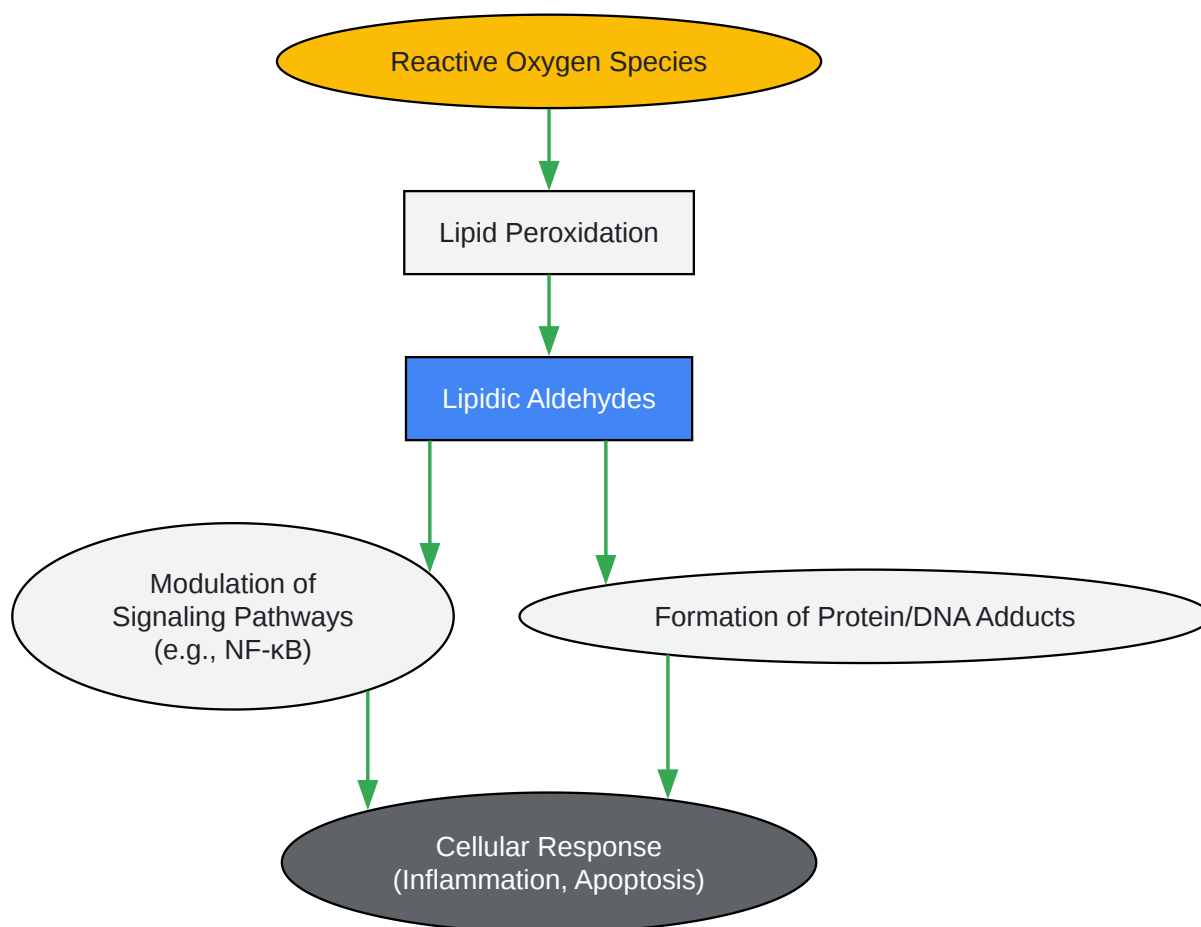 Reactive Oxygen Species
Lipid Peroxidation
Lipidic Aldehydes
Modulation of
Signaling Pathways
(e.g., NF-κB)
Formation of Protein/DNA Adducts
Cellular Response
(Inflammation, Apoptosis)